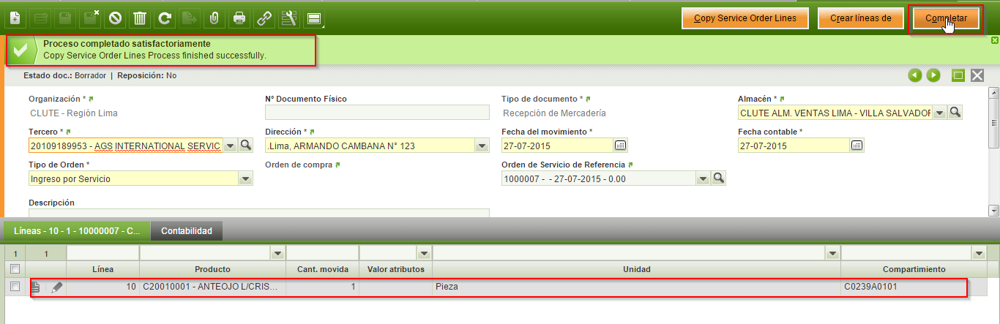 Copy Service Order Lines Crear líneas de Completar
Proceso completado satisfactoriamente
Copy Service Order Lines Process finished successfully.
Estado doc.: Borrador | Reposición: No
Organización * Nº Documento Físico Tipo de documento * Almacén *
CLUTE - Región Lima Recepción de Mercadería CLUTE ALM. VENTAS LIMA - VILLA SALVADOR
Tercero * Dirección * Fecha del movimiento * Fecha contable *
20109189953 - AGS INTERNATIONAL SERVIC .Lima, ARMANDO CAMBANA N° 123 27-07-2015 27-07-2015
Tipo de Orden * Orden de compra Orden de Servicio de Referencia
Ingreso por Servicio 1000007 - - 27-07-2015 - 0.00
Descripción
Líneas - 10 - 1 - 10000007 - C... Contabilidad
1 1
Línea Producto Cant. movida Valor atributos Unidad Compartimiento
10 C20010001 - ANTEOJO L/CRIS... 1 Pieza C0239A0101